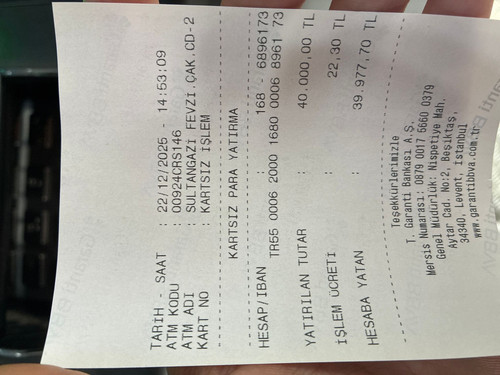 TARİH - SAAT : 22/12/2025 - 14:53:09
ATM KODU : 00924CRS146
ATM ADI : SULTANGAZİ FEVZİ.ÇAK.CD-2
KART NO : KARTSIZ İŞLEM
KARTSIZ PARA YATIRMA
HESAP/IBAN : 168 - 6896173
TR55 0006 2000 1680 0006 8961 73
YATIRILAN TUTAR : 40.000,00 TL
İŞLEM ÜCRETİ : 22,30 TL
HESABA YATAN : 39.977,70 TL
Teşekkürlerimizle
T. Garanti Bankası A.Ş.
Mersis Numarası: 0879 0017 5660 0379
Genel Müdürlük: Nispetiye Mah.
Aytar Cad. No:2, Beşiktaş,
34340, Levent, İstanbul
www.garantibbva.com.tr